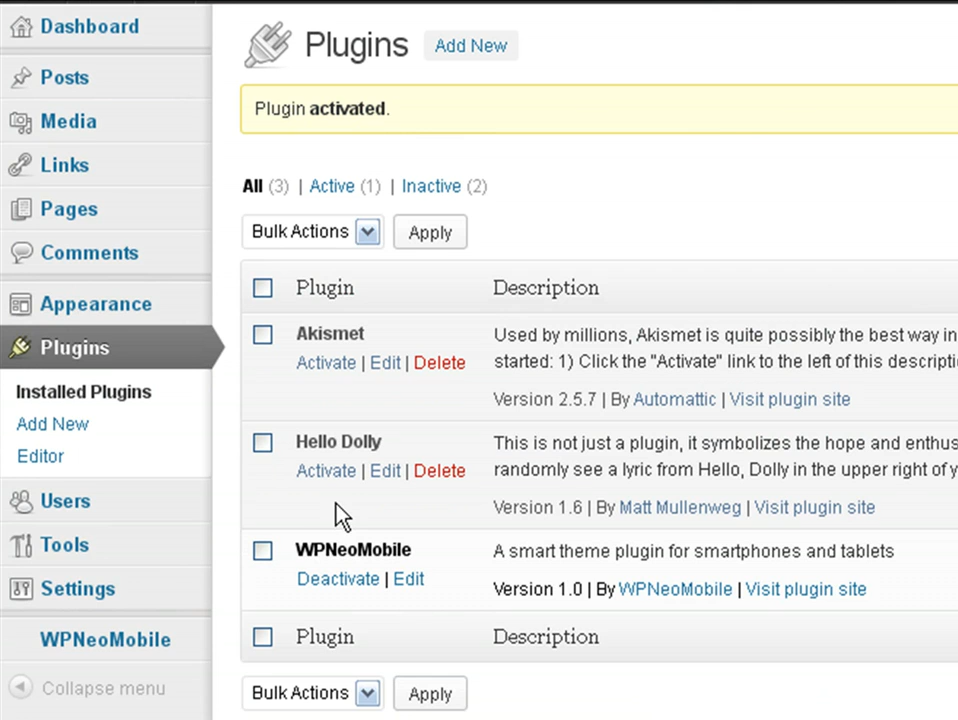 Dashboard
Posts
Media
Links
Pages
Comments
Appearance
Plugins
Installed Plugins
Add New
Editor
Users
Tools
Settings
WPNeoMobile
Collapse menu
Plugins Add New
Plugin activated.
All (3) | Active (1) | Inactive (2)
Bulk Actions Apply
Plugin Description
Akismet Used by millions, Akismet is quite possibly the best way in
Activate | Edit | Delete started: 1) Click the "Activate" link to the left of this
Version 2.5.7 | By Automattic | Visit plugin site
Hello Dolly This is not just a plugin, it symbolizes the hope and
Activate | Edit | Delete randomly see a lyric from Hello, Dolly in the upper right of
Version 1.6 | By Matt Mullenweg | Visit plugin site
WPNeoMobile A smart theme plugin for smartphones and tablets
Deactivate | Edit Version 1.0 | By WPNeoMobile | Visit plugin site
Plugin Description
Bulk Actions Apply